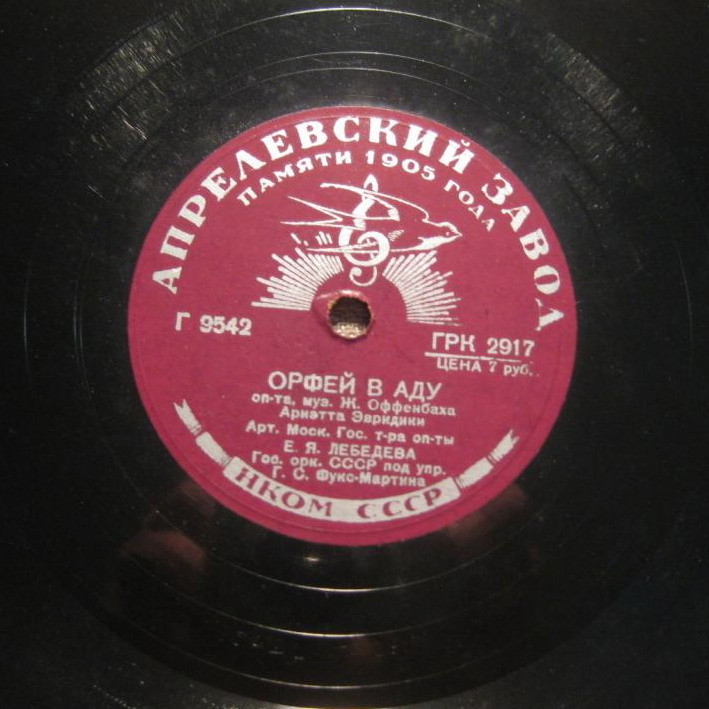 АПРЕЛЕВСКИЙ ЗАВОД
ПАМЯТИ 1905 ГОДА
Г 9542
ГРК 2917
ЦЕНА 7 руб.
ОРФЕЙ В АДУ
оп-та, муз. Ж. Оффенбаха
Ариэтта Эвридики
Арт. Моск. Гос. т-ра оп-ты
Е. Я. ЛЕБЕДЕВА
Гос. орк. СССР под упр.
Г. С. Фукс-Мартина
НКОМ СССР